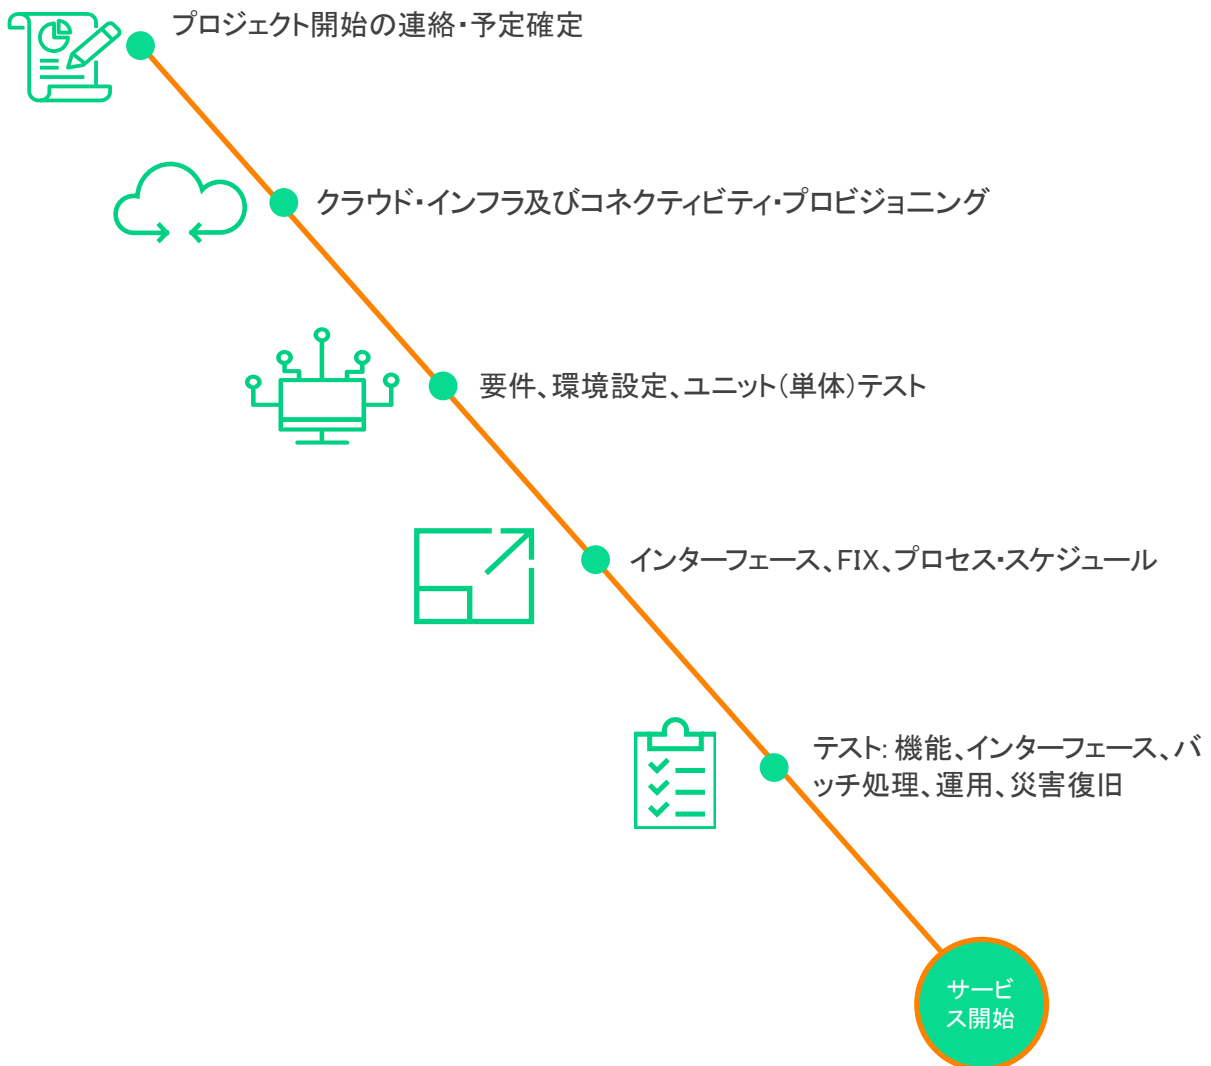 プロジェクト開始の連絡・予定確定
クラウド・インフラ及びコネクティビティ・プロビジョニング
要件、環境設定、ユニット（単体）テスト
インターフェース、FIX、プロセス・スケジュール
テスト: 機能、インターフェース、バ
ッチ処理、運用、災害復旧
サービ
ス開始